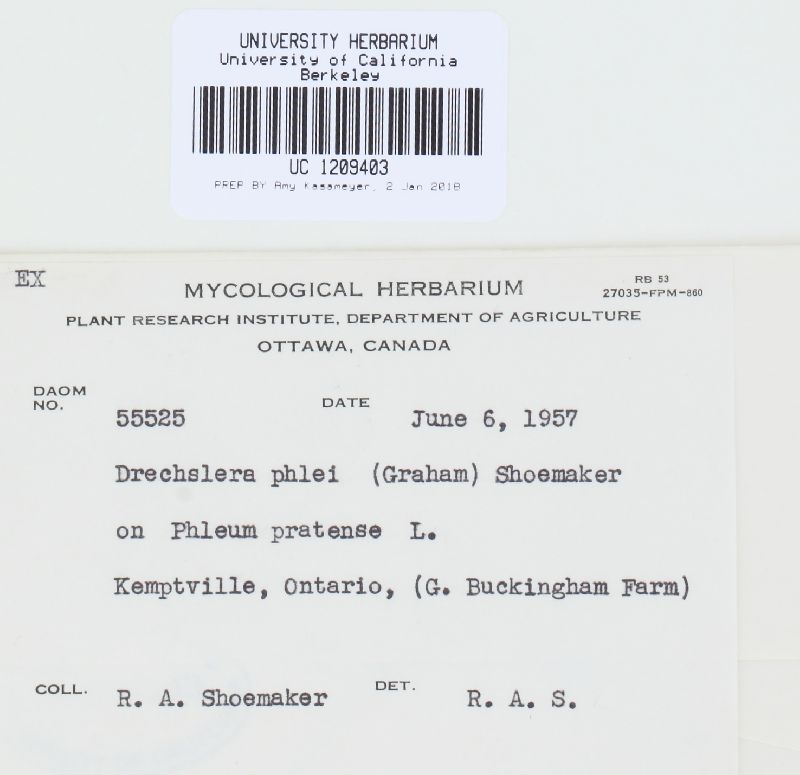 UNIVERSITY HERBARIUM
University of California
Berkeley
UC 1209403
PREP BY Amy Kasameyer, 2 Jan 2018
EX
MYCOLOGICAL HERBARIUM
RB 53
27035-FPM-860
PLANT RESEARCH INSTITUTE, DEPARTMENT OF AGRICULTURE
OTTAWA, CANADA
DAOM
NO. 55525 DATE June 6, 1957
Drechslera phlei (Graham) Shoemaker
on Phleum pratense L.
Kemptville, Ontario, (G. Buckingham Farm)
COLL. R. A. Shoemaker DET. R. A. S.